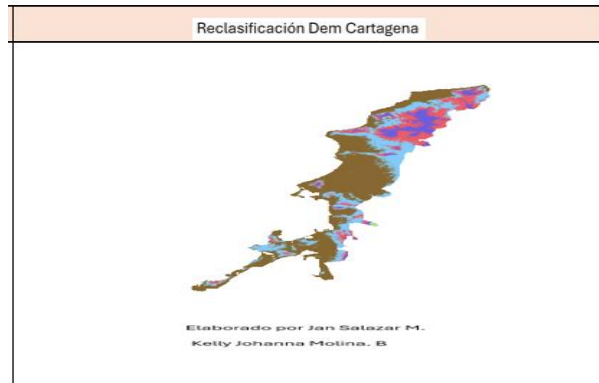 Reclasificación Dem Cartagena
Elaborado por Jan Salazar M.
Kelly Johanna Molina. B